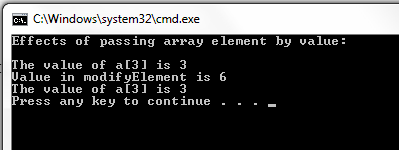 C:\Windows\system32\cmd.exe
Effects of passing array element by value:
The value of a[3] is 3
Value in modifyElement is 6
The value of a[3] is 3
Press any key to continue . . . _